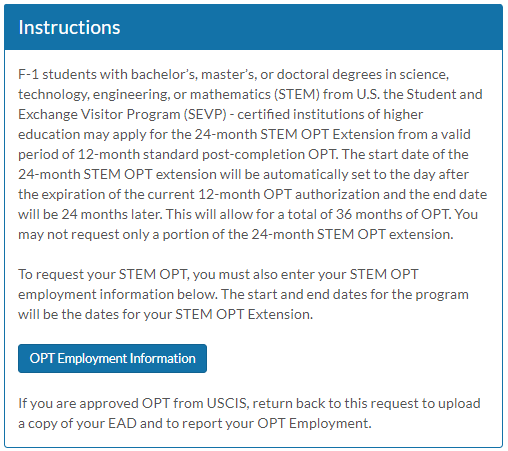 Instructions
F-1 students with bachelor's, master's, or doctoral degrees in science,
technology, engineering, or mathematics (STEM) from U.S. the Student and
Exchange Visitor Program (SEVP) - certified institutions of higher
education may apply for the 24-month STEM OPT Extension from a valid
period of 12-month standard post-completion OPT. The start date of the
24-month STEM OPT extension will be automatically set to the day after
the expiration of the current 12-month OPT authorization and the end date
will be 24 months later. This will allow for a total of 36 months of OPT. You
may not request only a portion of the 24-month STEM OPT extension.
To request your STEM OPT, you must also enter your STEM OPT
employment information below. The start and end dates for the program
will be the dates for your STEM OPT Extension.
OPT Employment Information
If you are approved OPT from USCIS, return back to this request to upload
a copy of your EAD and to report your OPT Employment.